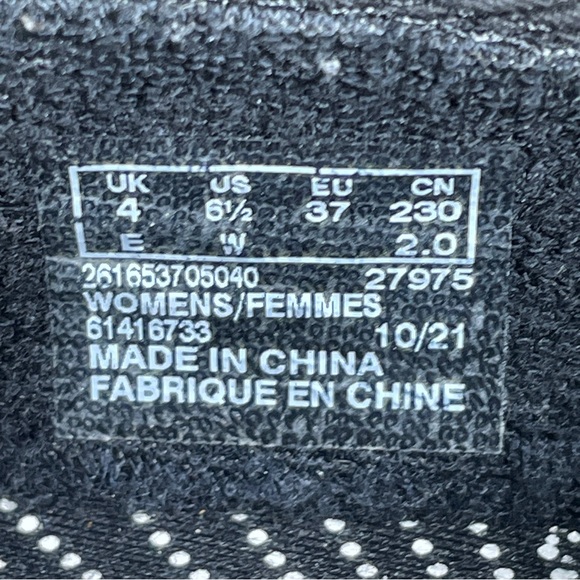 UK US EU CN
4 6½ 37 230
E W 2.0
261653705040 27975
WOMENS/FEMMES
61416733 10/21
MADE IN CHINA
FABRIQUE EN CHINE